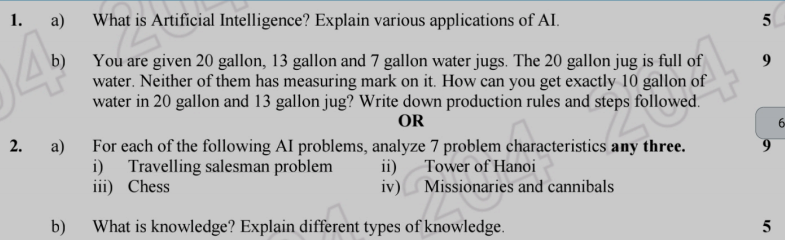 1. a) What is Artificial Intelligence? Explain various applications of AI. 5
b) You are given 20 gallon, 13 gallon and 7 gallon water jugs. The 20 gallon jug is full of 9
water. Neither of them has measuring mark on it. How can you get exactly 10 gallon of
water in 20 gallon and 13 gallon jug? Write down production rules and steps followed.
OR
6
2. a) For each of the following AI problems, analyze 7 problem characteristics any three. 9
i) Travelling salesman problem ii) Tower of Hanoi
iii) Chess iv) Missionaries and cannibals
b) What is knowledge? Explain different types of knowledge. 5
204 204 204